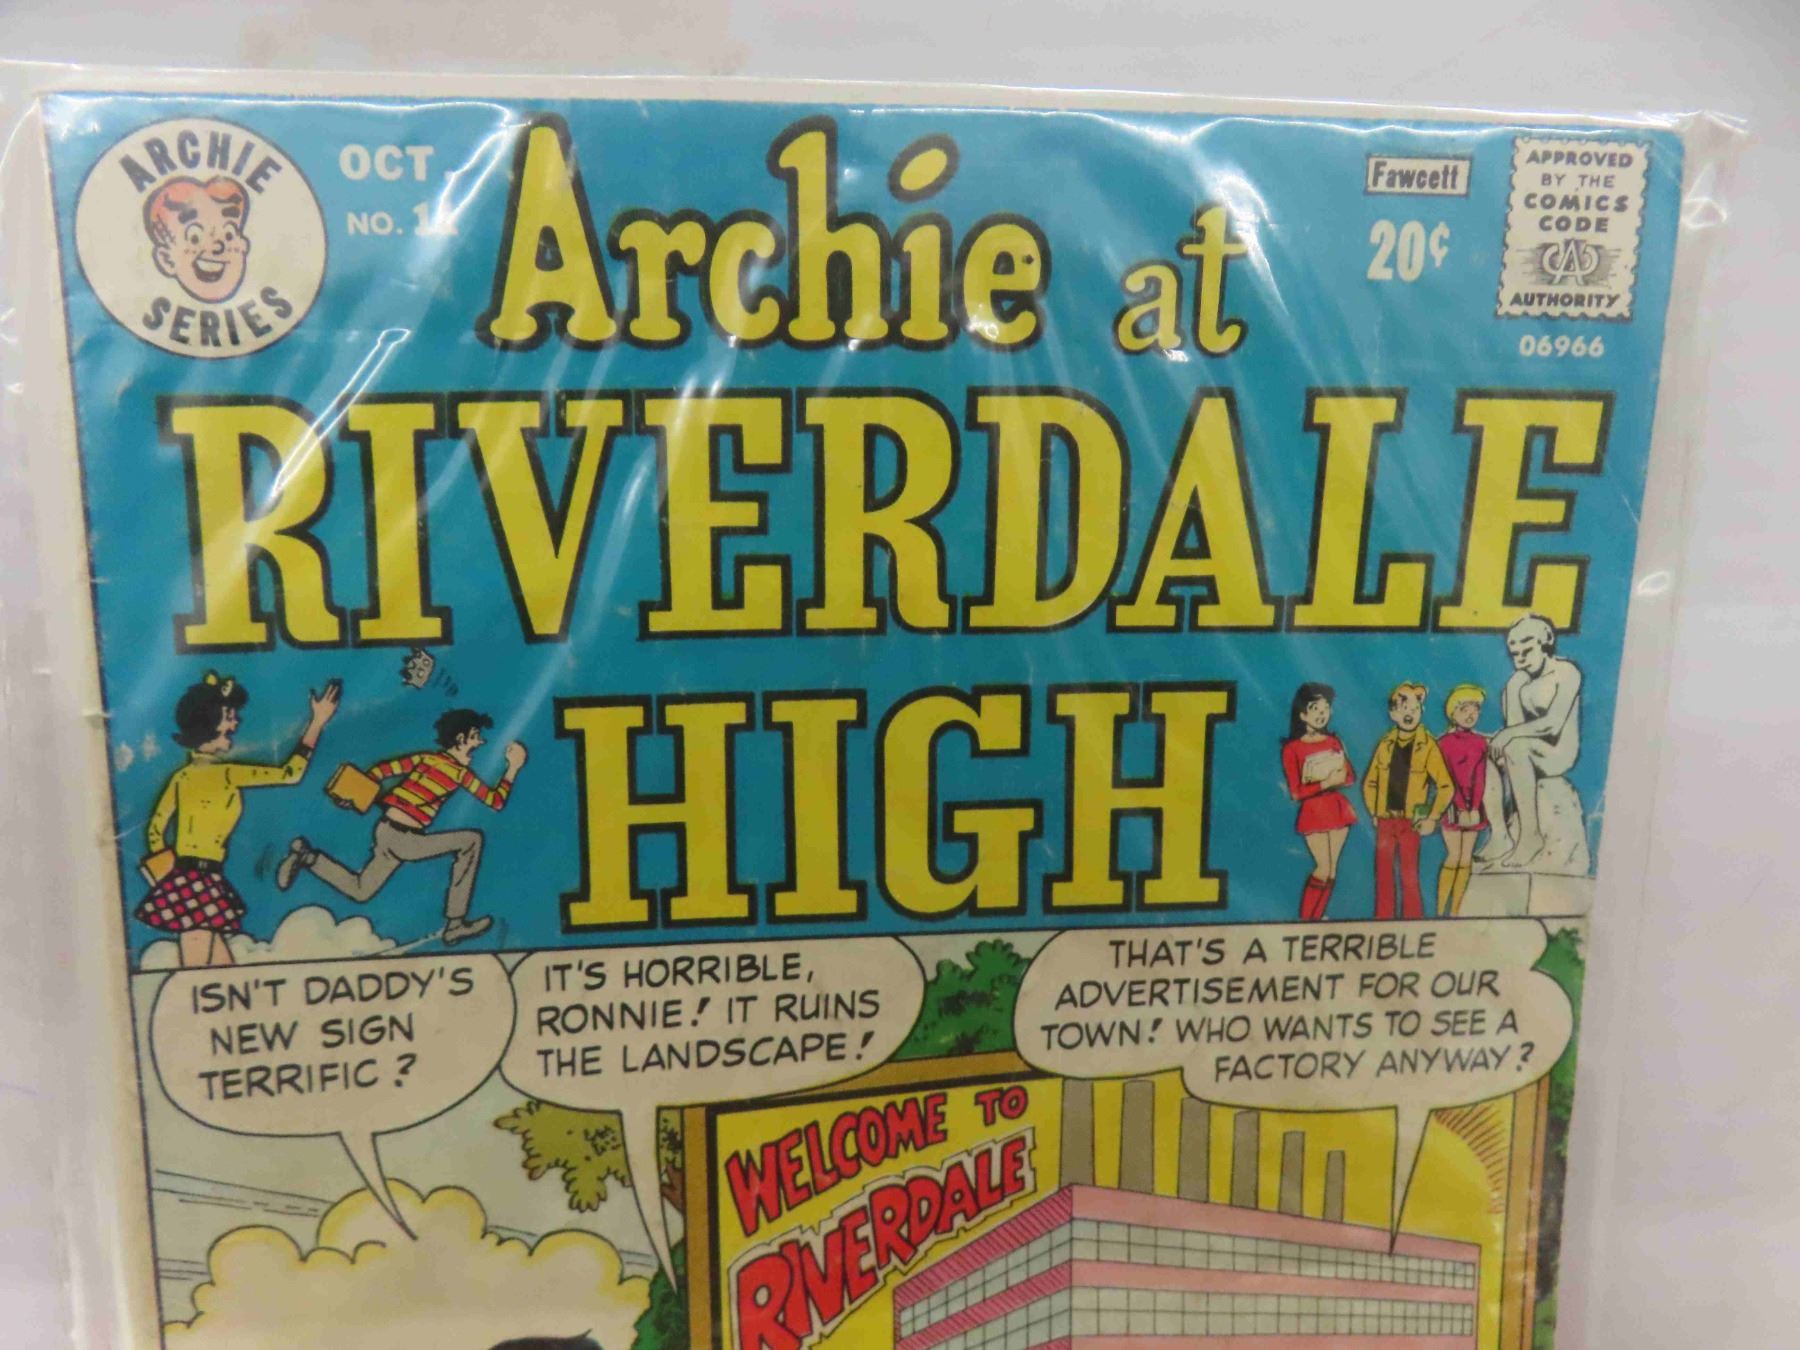 ARCHIE
SERIES
OCT.
NO.
Archie at
RIVERDALE
HIGH
Fawcett
20¢
APPROVED
BY THE
COMICS
CODE
CA
AUTHORITY
06966
ISN'T DADDY'S
NEW SIGN
TERRIFIC?
IT'S HORRIBLE,
RONNIE! IT RUINS
THE LANDSCAPE!
THAT'S A TERRIBLE
ADVERTISEMENT FOR OUR
TOWN! WHO WANTS TO SEE A
FACTORY ANYWAY?
WELCOME TO
RIVERDALE